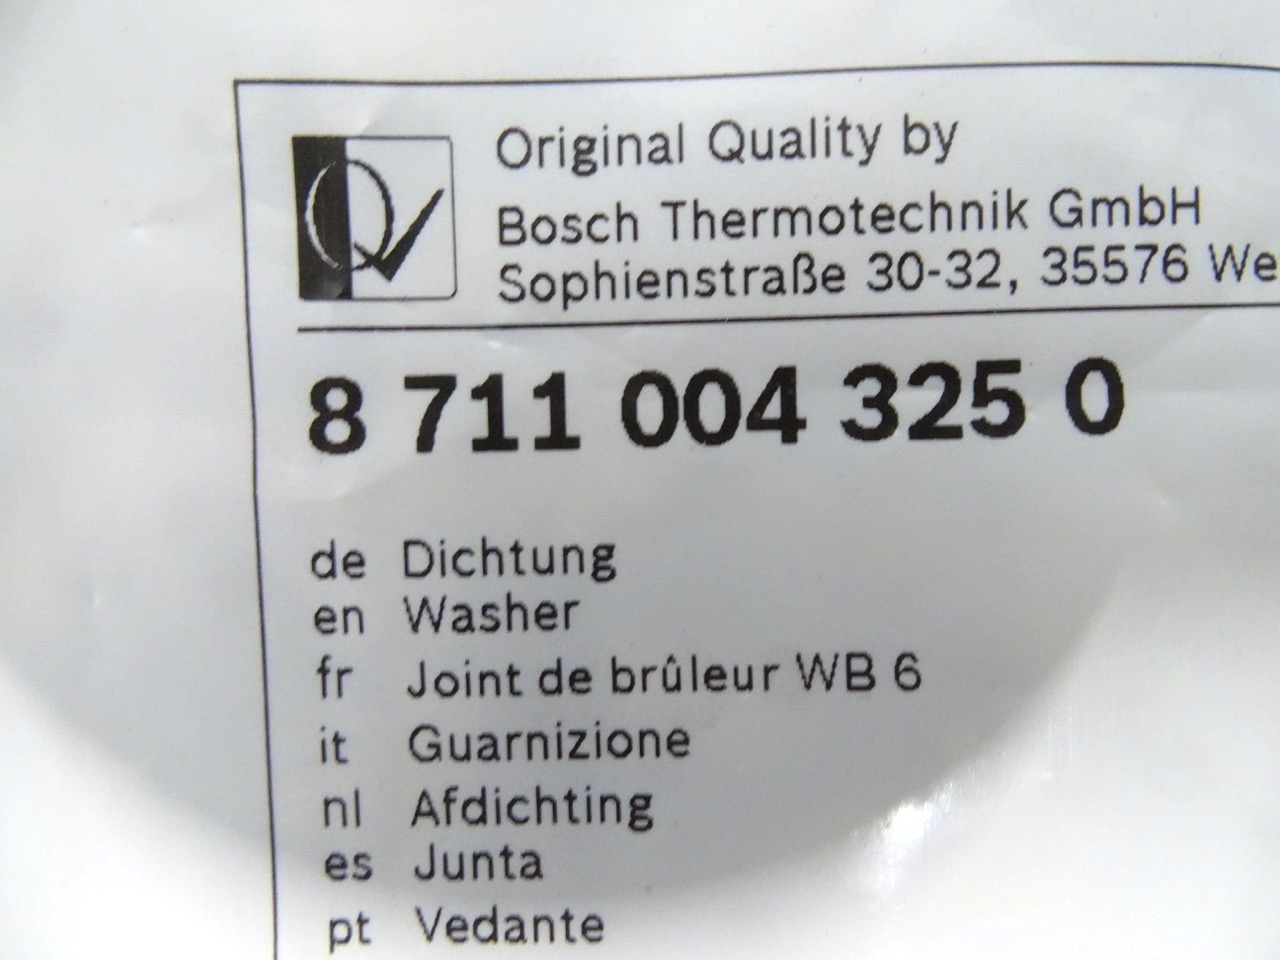 Original Quality by
Bosch Thermotechnik GmbH
Sophienstraße 30-32, 35576 We
8 711 004 325 0
de Dichtung
en Washer
fr Joint de brûleur WB 6
it Guarnizione
nl Afdichting
es Junta
pt Vedante